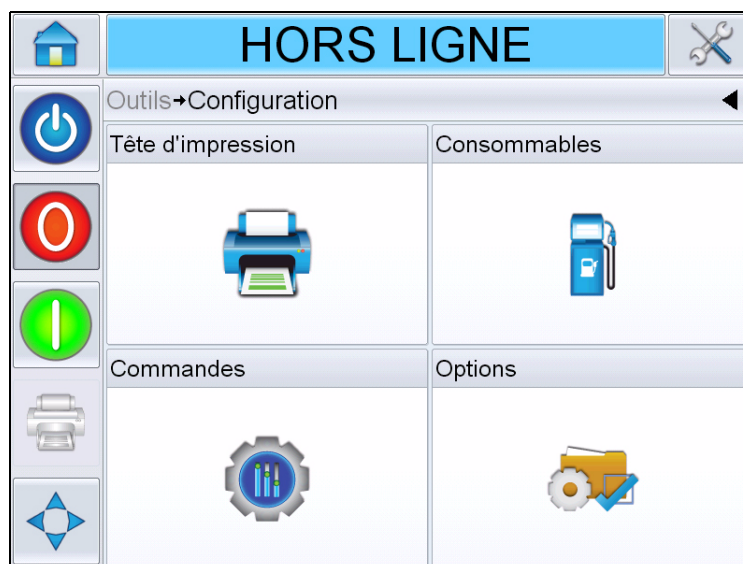 HORS LIGNE
Outils→Configuration
Tête d'impression
Consommables
Commandes
Options